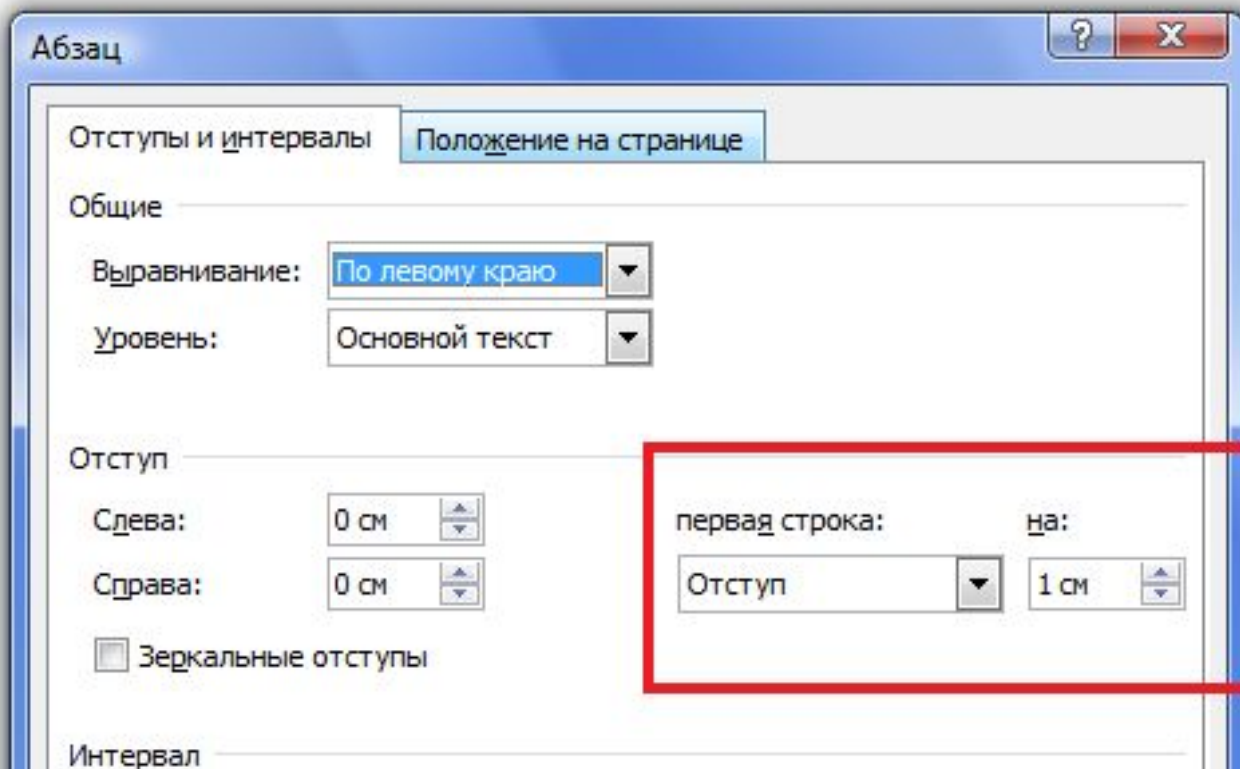 Абзац
Отступы и интервалы Положение на странице
Общие
Выравнивание: По левому краю
Уровень: Основной текст
Отступ
Слева: 0 см первая строка: на:
Справа: 0 см Отступ 1 см
Зеркальные отступы
Интервал